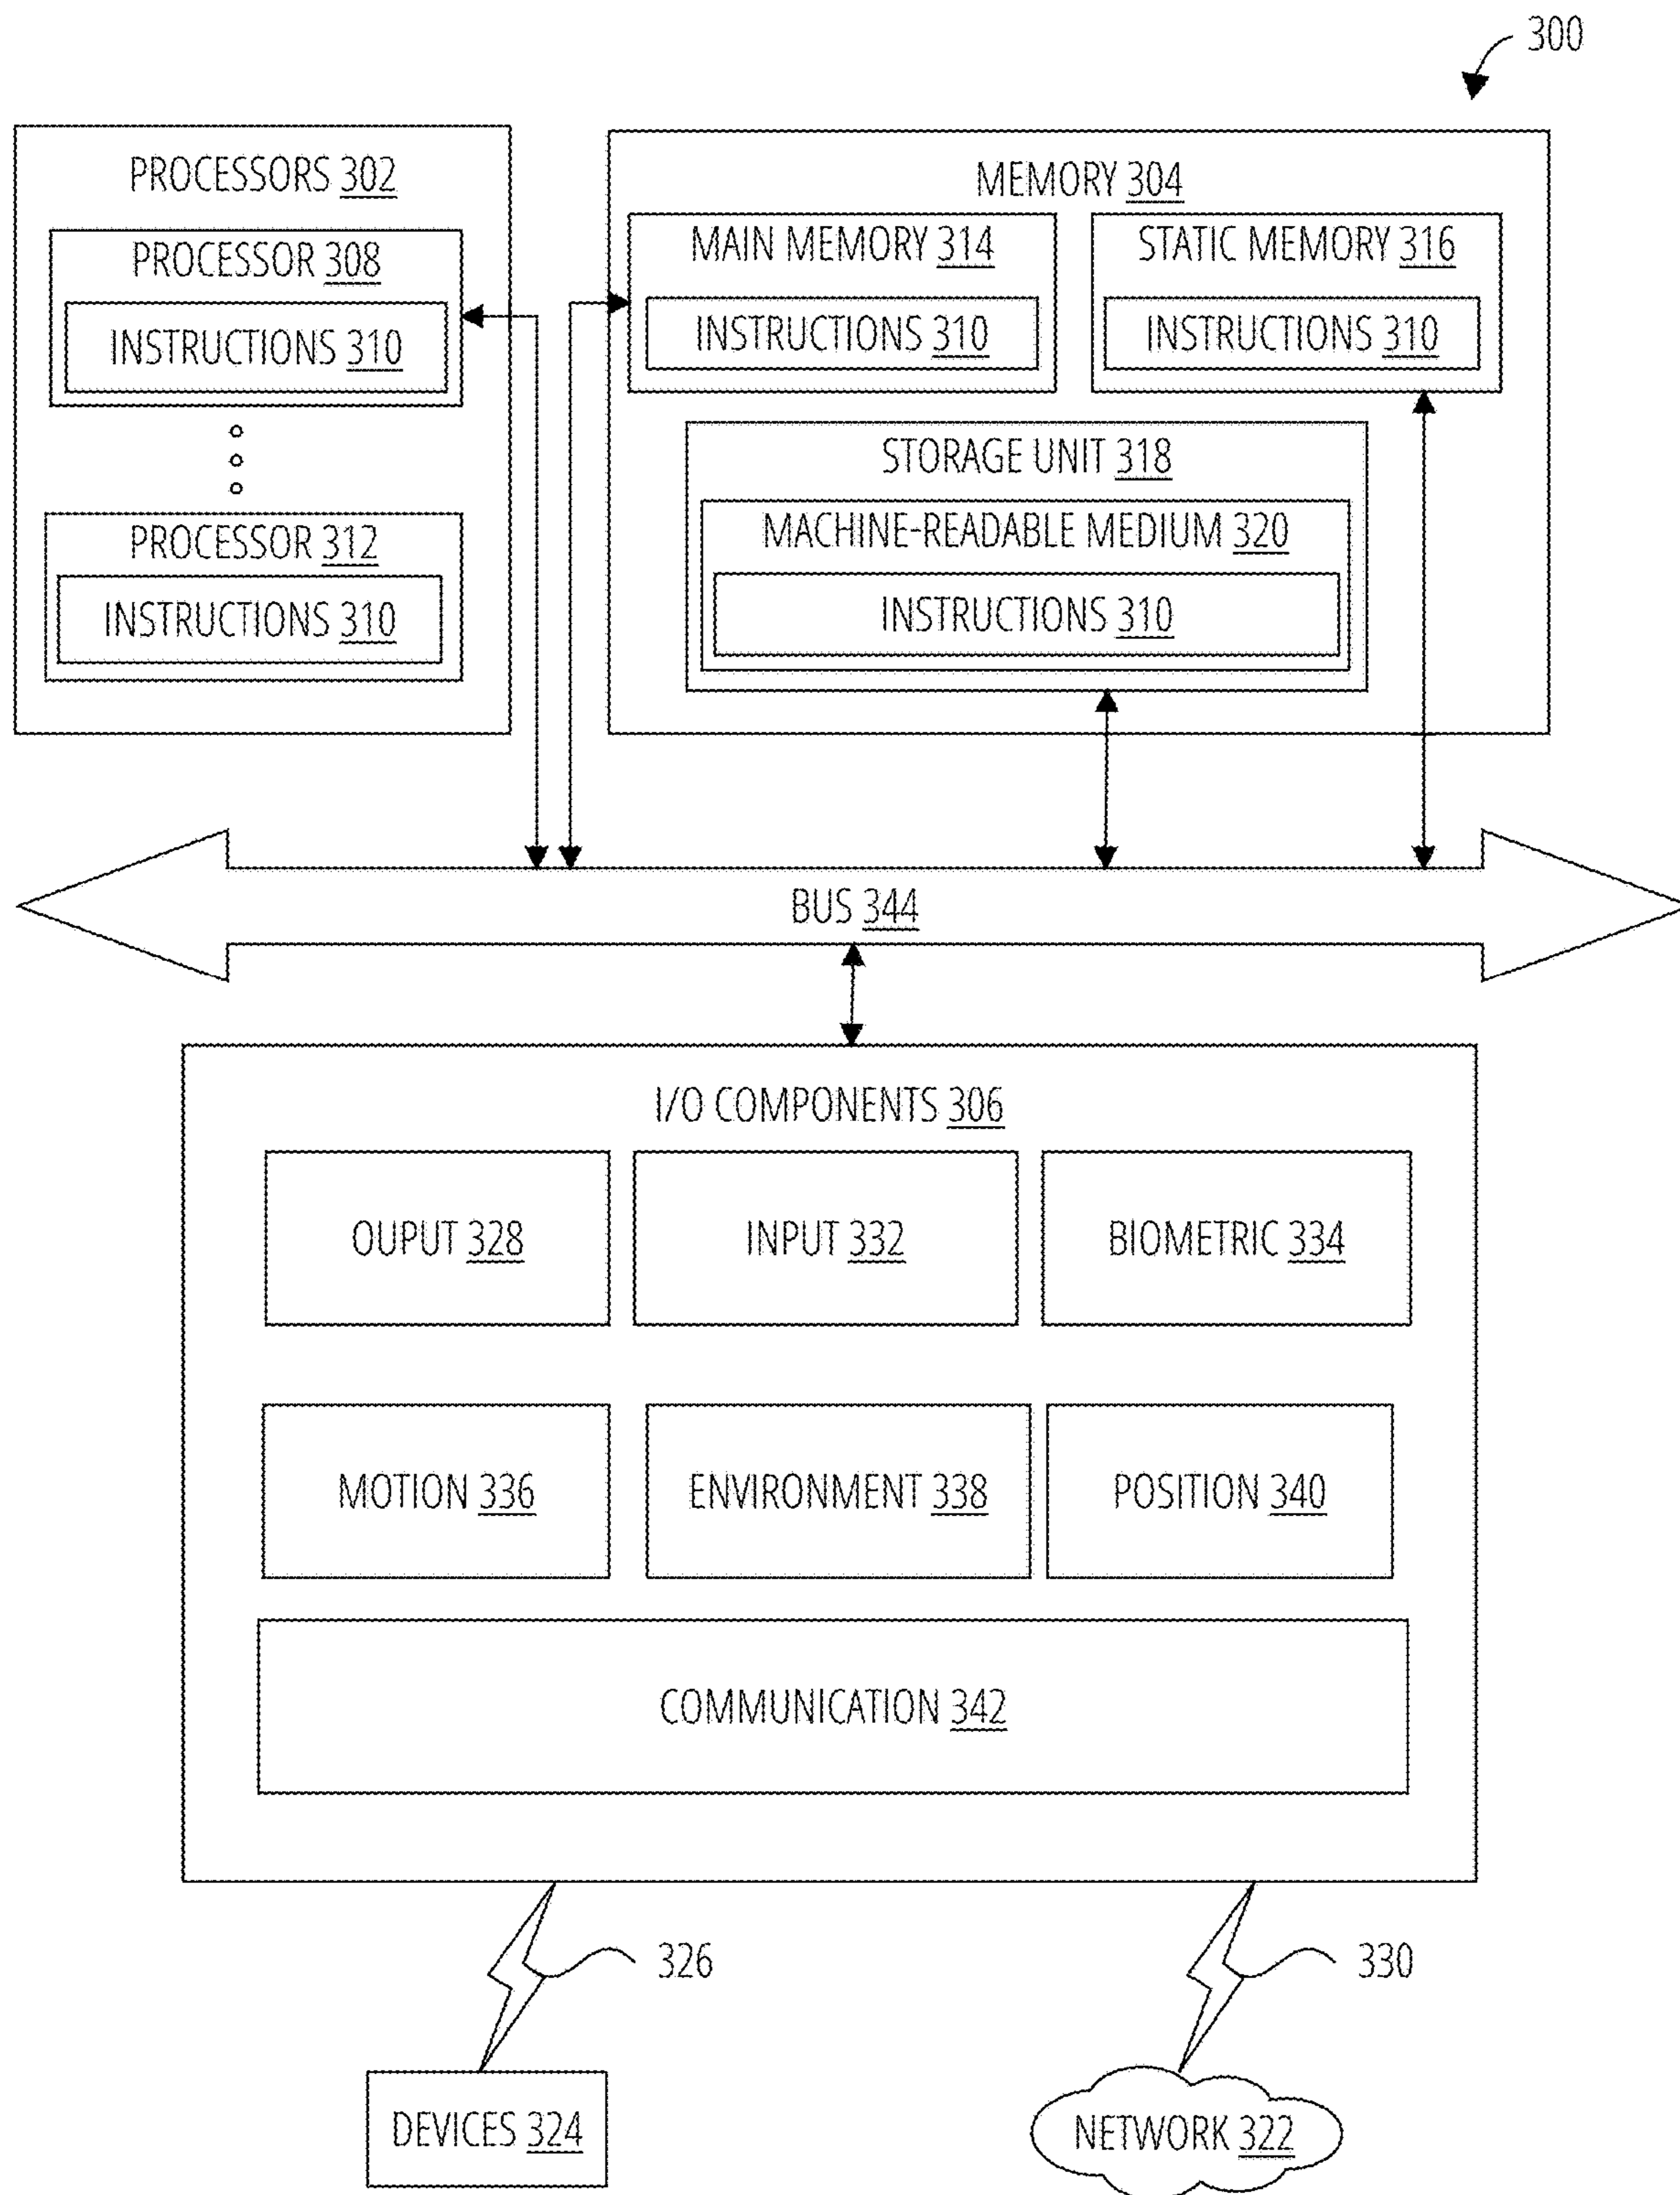 300
PROCESSORS 302
PROCESSOR 308
INSTRUCTIONS 310
PROCESSOR 312
INSTRUCTIONS 310
MEMORY 304
MAIN MEMORY 314
INSTRUCTIONS 310
STATIC MEMORY 316
INSTRUCTIONS 310
STORAGE UNIT 318
MACHINE-READABLE MEDIUM 320
INSTRUCTIONS 310
BUS 344
I/O COMPONENTS 306
OUPUT 328
INPUT 332
BIOMETRIC 334
MOTION 336
ENVIRONMENT 338
POSITION 340
COMMUNICATION 342
326
330
DEVICES 324
NETWORK 322